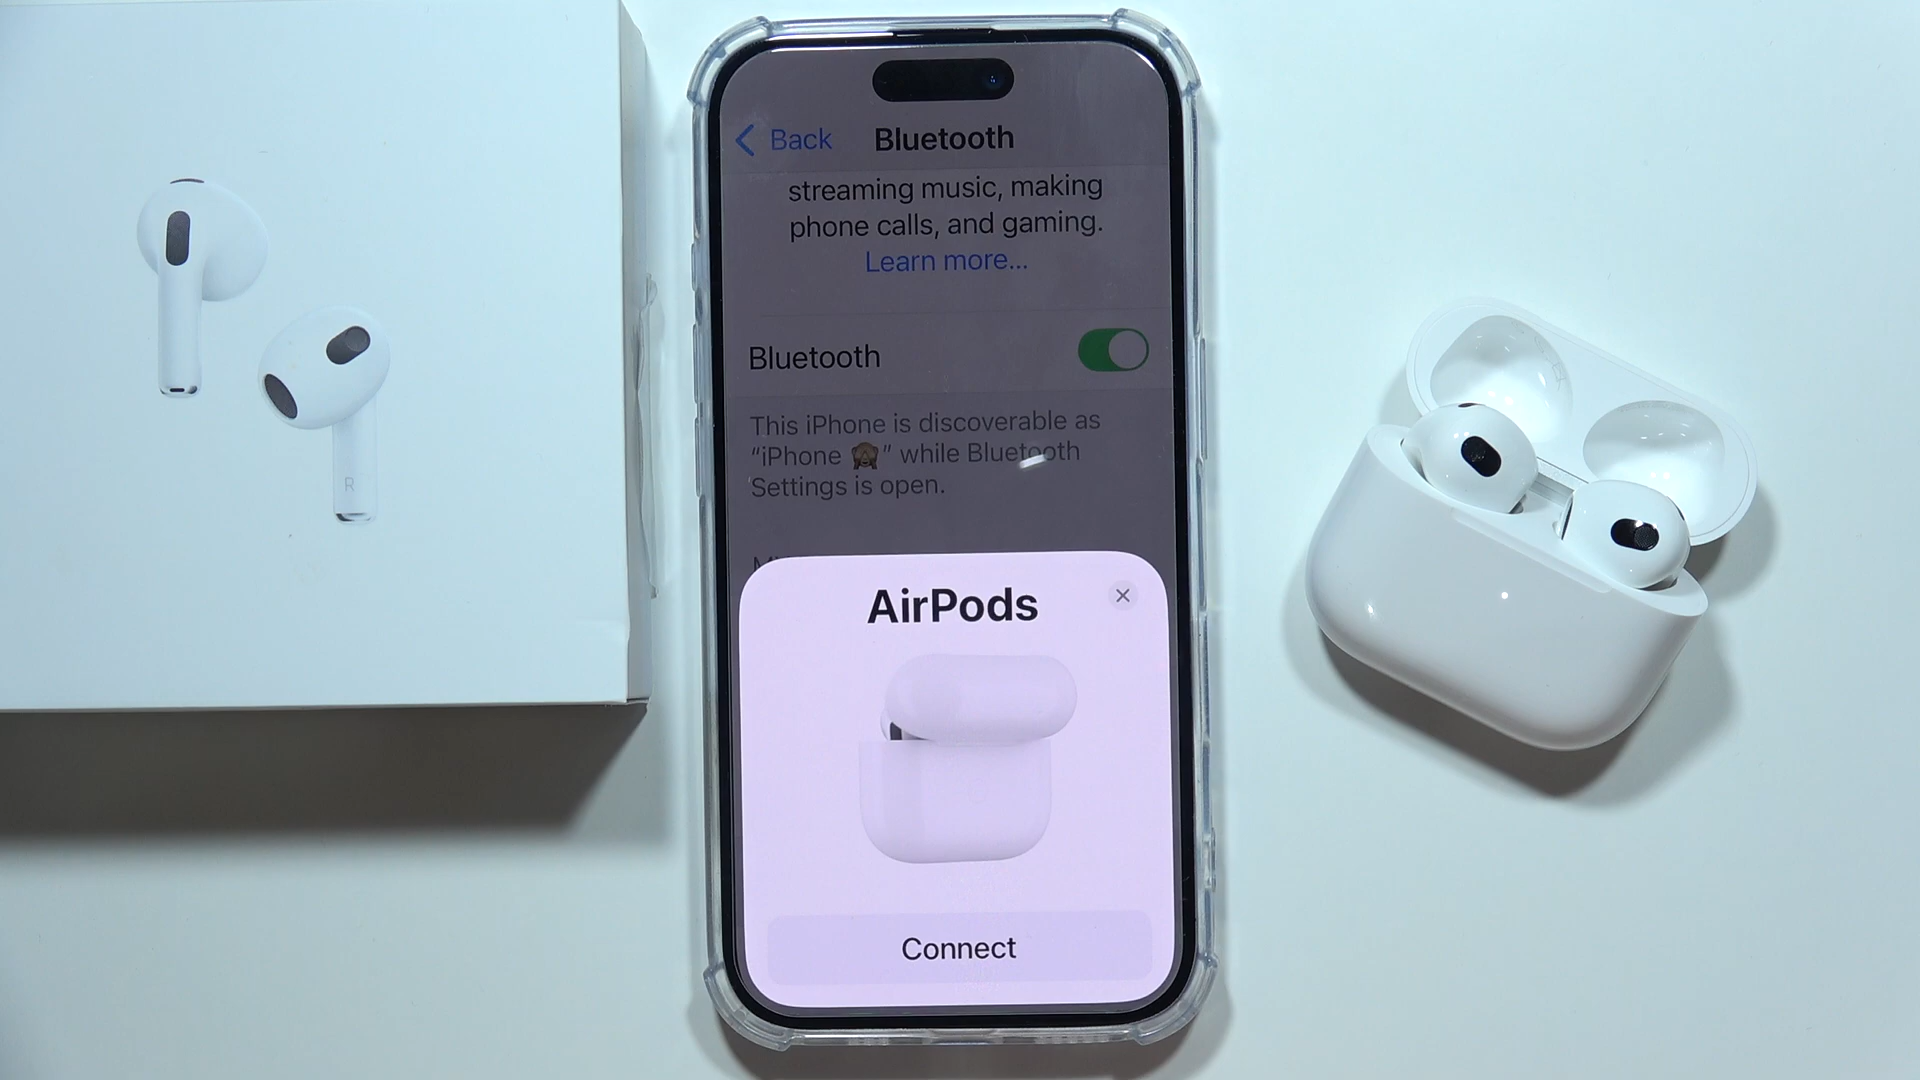 R
Back
Bluetooth
streaming music, making
phone calls, and gaming.
Learn more...
Bluetooth
This iPhone is discoverable as
“iPhone 🙈” while Bluetooth
Settings is open.
AirPods
Connect